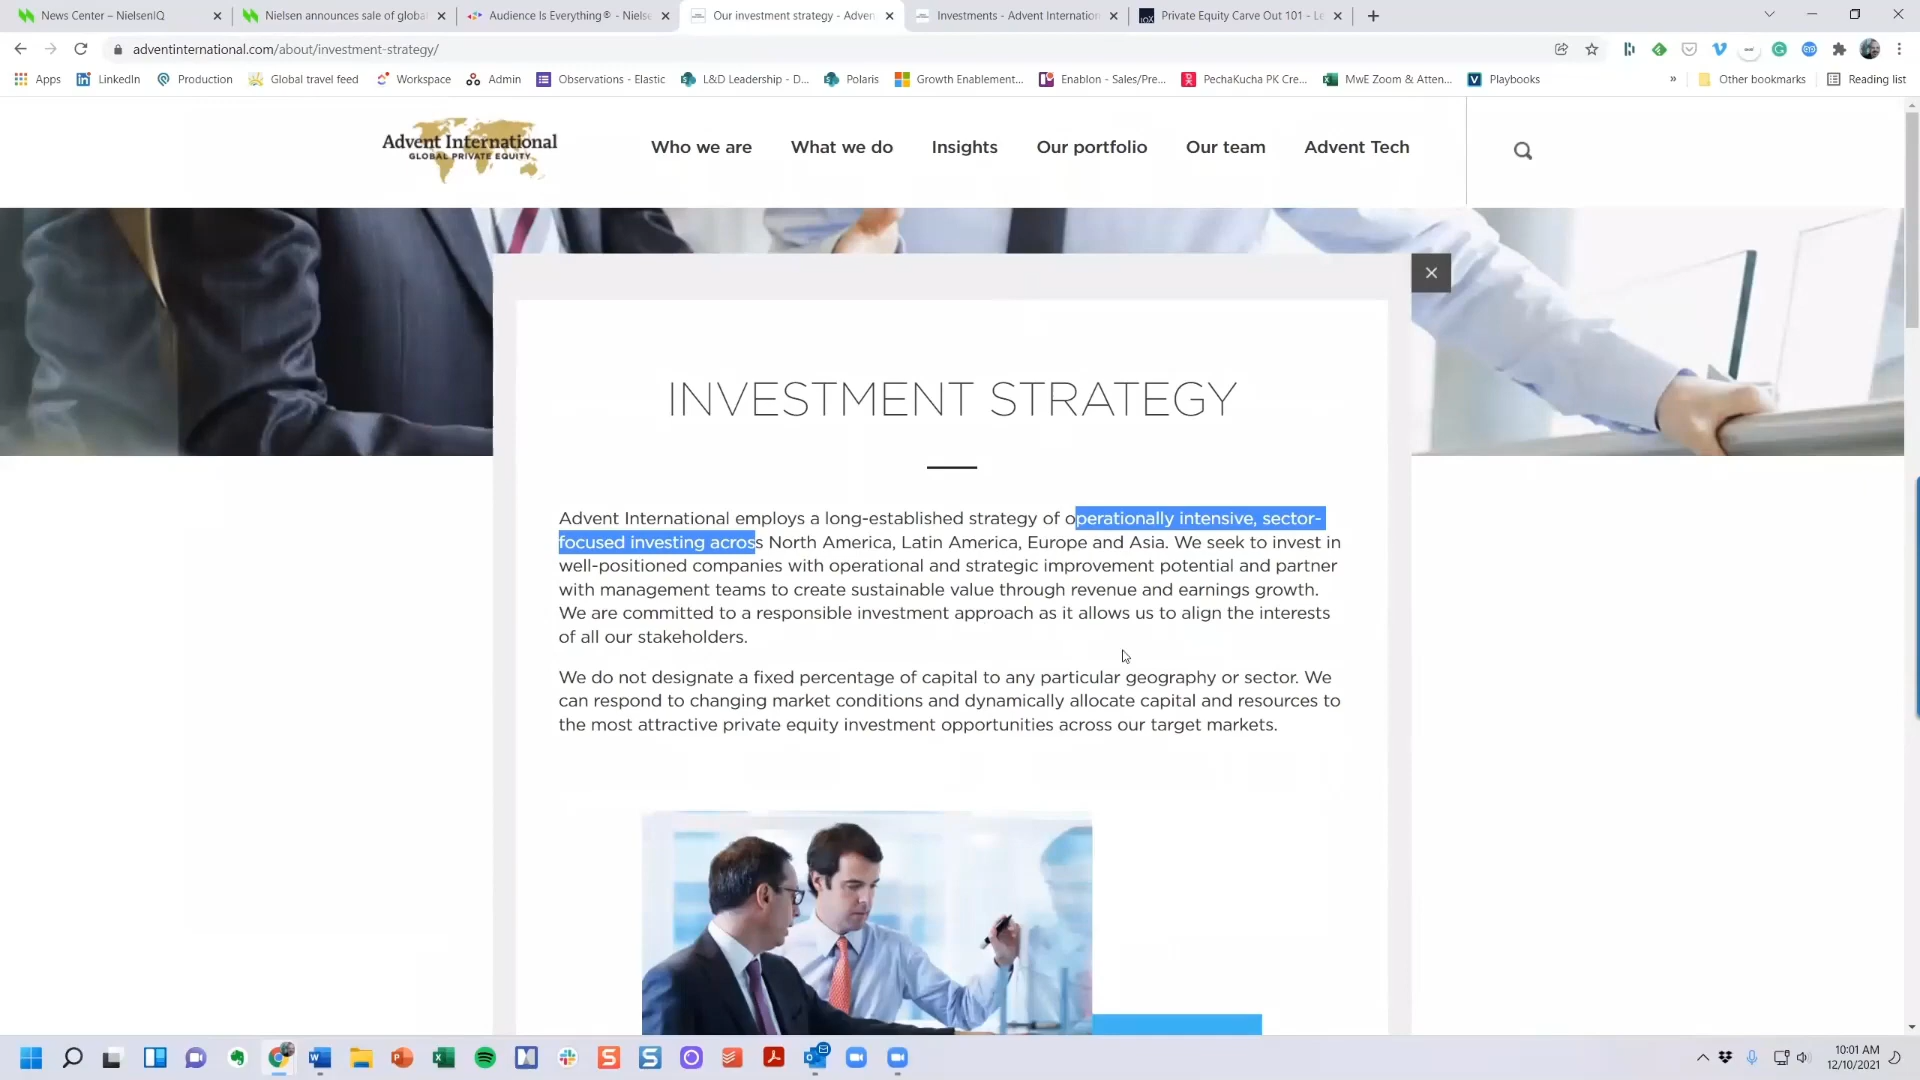 News Center – NielsenIQ
Nielsen announces sale of global
Audience Is Everything® - Nielse
Our investment strategy - Adven
Investments - Advent Internation
Private Equity Carve Out 101 - Le
adventinternational.com/about/investment-strategy/
Apps
LinkedIn
Production
Global travel feed
Workspace
Admin
Observations - Elastic
L&D Leadership - D...
Polaris
Growth Enablement...
Enablon - Sales/Pre...
PechaKucha PK Cre...
MwE Zoom & Atten...
Playbooks
»
Other bookmarks
Reading list
Advent International
GLOBAL PRIVATE EQUITY
Who we are
What we do
Insights
Our portfolio
Our team
Advent Tech
INVESTMENT STRATEGY
Advent International employs a long-established strategy of operationally intensive, sector-
focused investing across North America, Latin America, Europe and Asia. We seek to invest in
well-positioned companies with operational and strategic improvement potential and partner
with management teams to create sustainable value through revenue and earnings growth.
We are committed to a responsible investment approach as it allows us to align the interests
of all our stakeholders.
We do not designate a fixed percentage of capital to any particular geography or sector. We
can respond to changing market conditions and dynamically allocate capital and resources to
the most attractive private equity investment opportunities across our target markets.
10:01 AM
12/10/2021